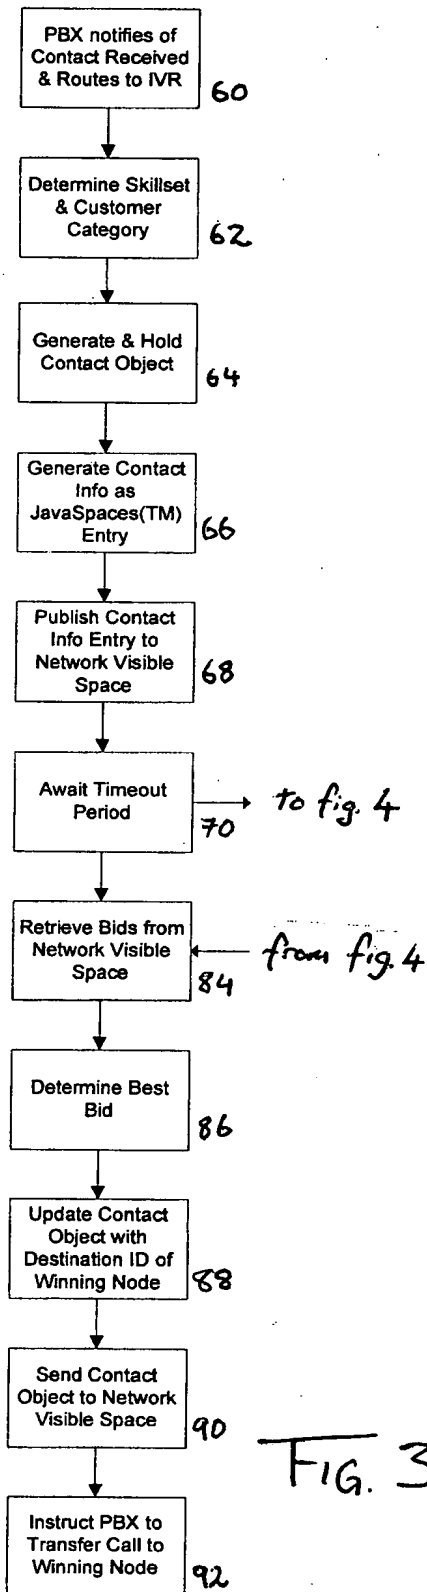 PBX notifies of
Contact Received
& Routes to IVR
60
Determine Skillset
& Customer
Category
62
Generate & Hold
Contact Object
64
Generate Contact
Info as
JavaSpaces(TM)
Entry
66
Publish Contact
Info Entry to
Network Visible
Space
68
Await Timeout
Period
70
to fig. 4
Retrieve Bids from
Network Visible
Space
84
from fig. 4
Determine Best
Bid
86
Update Contact
Object with
Destination ID of
Winning Node
88
Send Contact
Object to Network
Visible Space
90
FIG. 3
Instruct PBX to
Transfer Call to
Winning Node
92